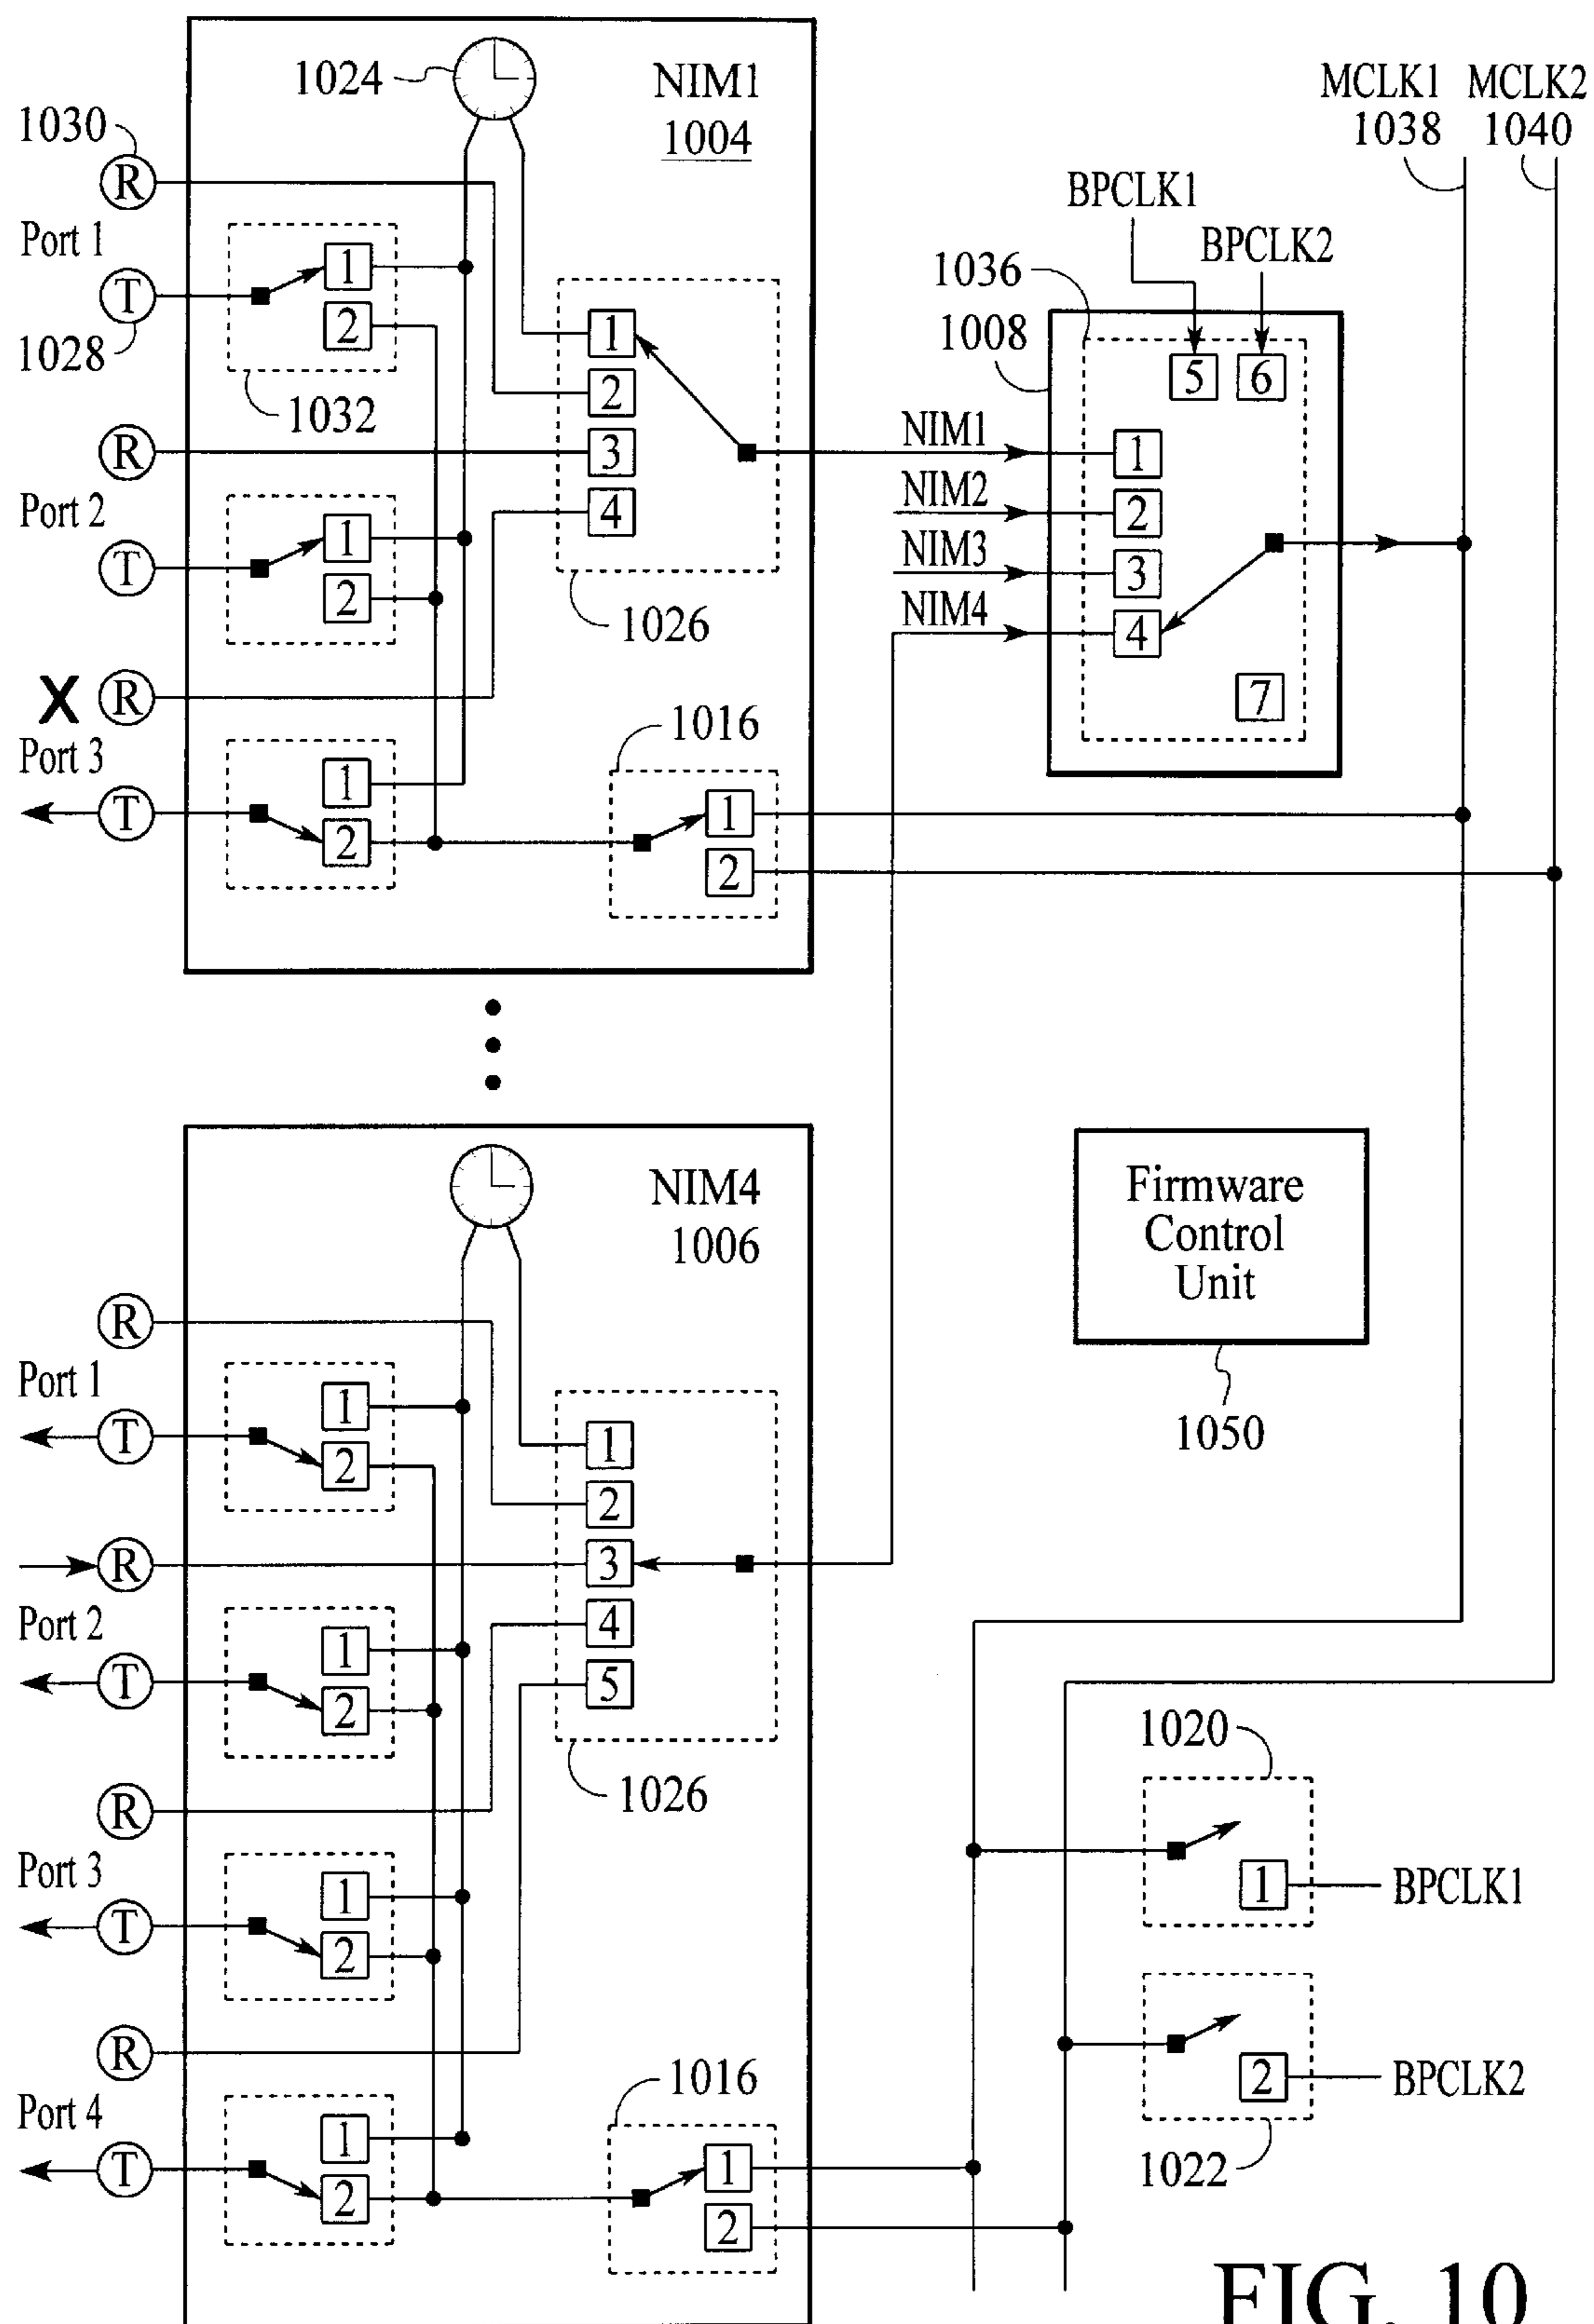 1024
NIM1
1004
1030
R
Port 1
T
1028
1
2
1032
R
Port 2
T
1
2
X
R
Port 3
T
1
2
1
2
3
4
1026
1016
1
2
MCLK1
1038
MCLK2
1040
BPCLK1
BPCLK2
1036
1008
5
6
NIM1
1
NIM2
2
NIM3
3
NIM4
4
7
NIM4
1006
R
Port 1
T
1
2
R
Port 2
T
1
2
R
Port 3
T
1
2
R
Port 4
T
1
2
1
2
3
4
5
1026
1016
1
2
Firmware
Control
Unit
1050
1020
1
BPCLK1
2
BPCLK2
1022
FIG. 10